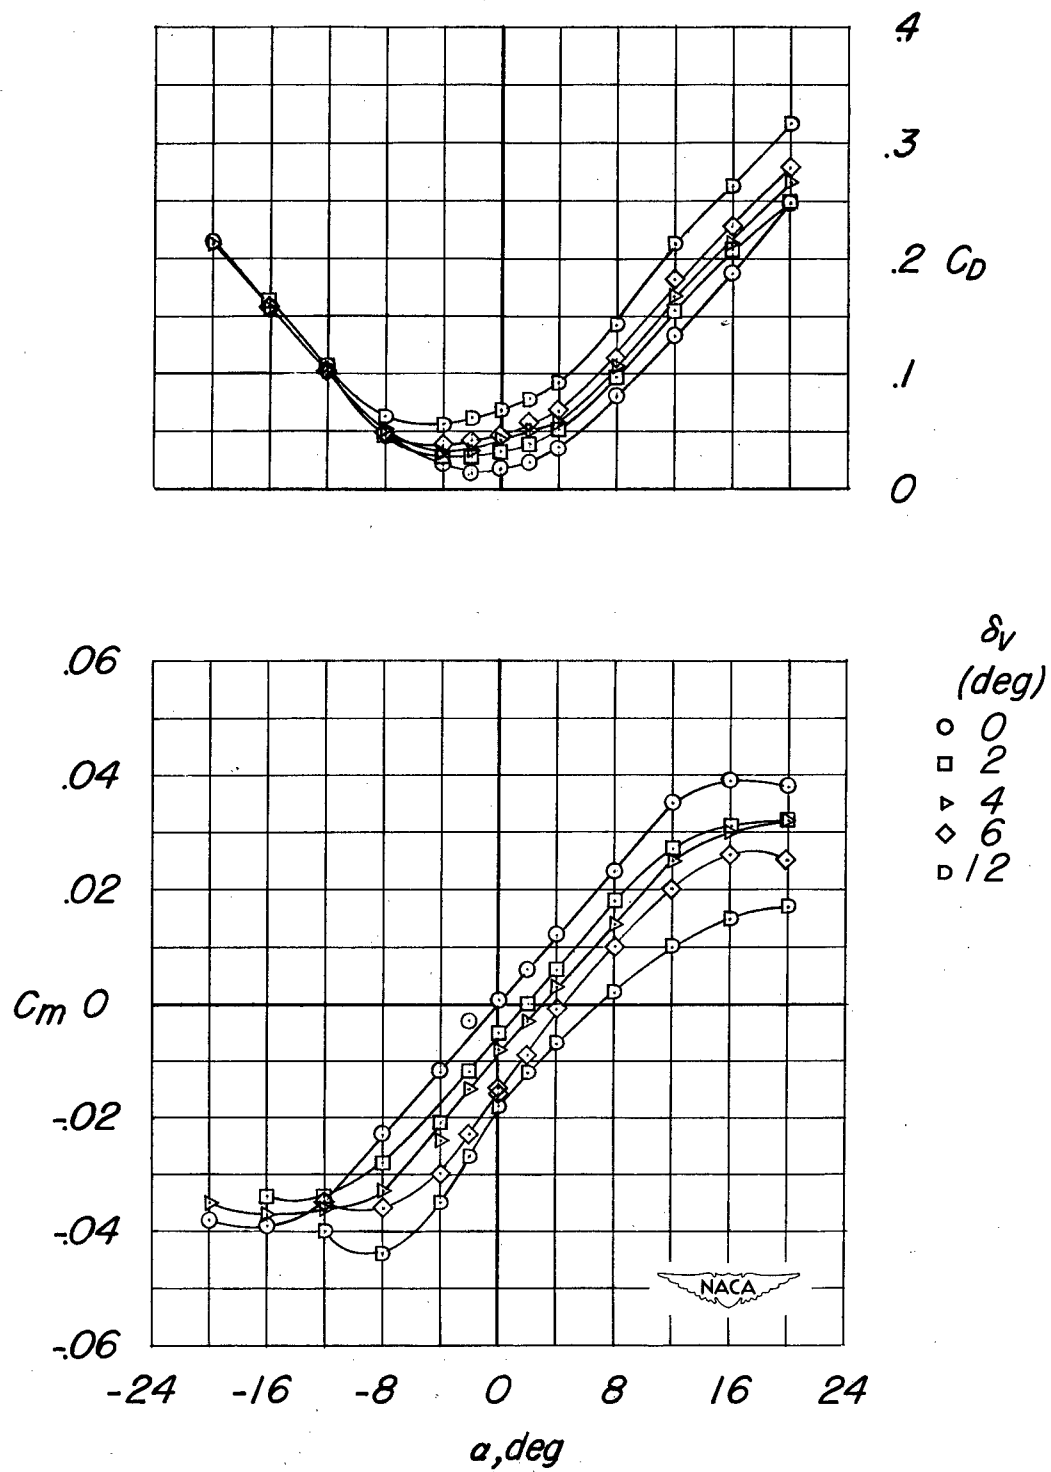 .4
.3
.2 C_D
.1
0
δ_V
(deg)
○ 0
□ 2
▷ 4
◇ 6
D 12
.06
.04
.02
C_m 0
-.02
-.04
-.06
NACA
-24 -16 -8 0 8 16 24
α, deg